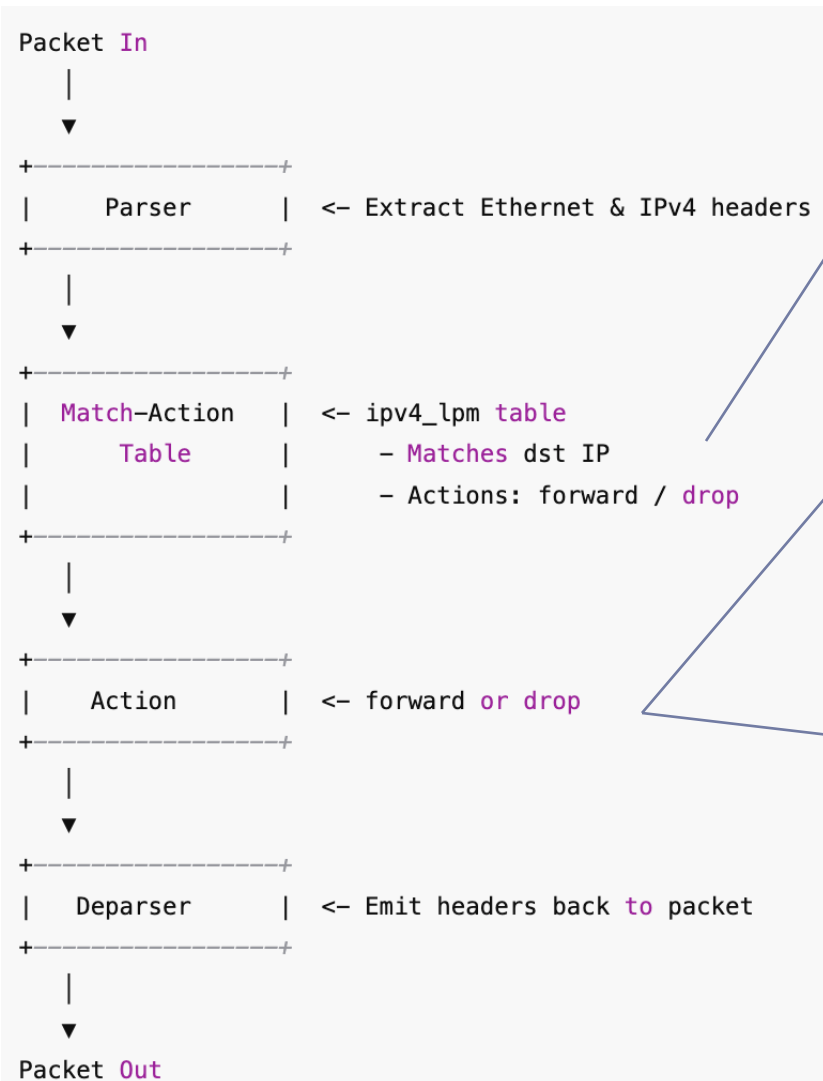 Packet In
|
▼
+------------------+
| Parser | <- Extract Ethernet & IPv4 headers
+------------------+
|
▼
+------------------+
| Match-Action | <- ipv4_lpm table
| Table | - Matches dst IP
| | - Actions: forward / drop
+------------------+
|
▼
+------------------+
| Action | <- forward or drop
+------------------+
|
▼
+------------------+
| Deparser | <- Emit headers back to packet
+------------------+
|
▼
Packet Out